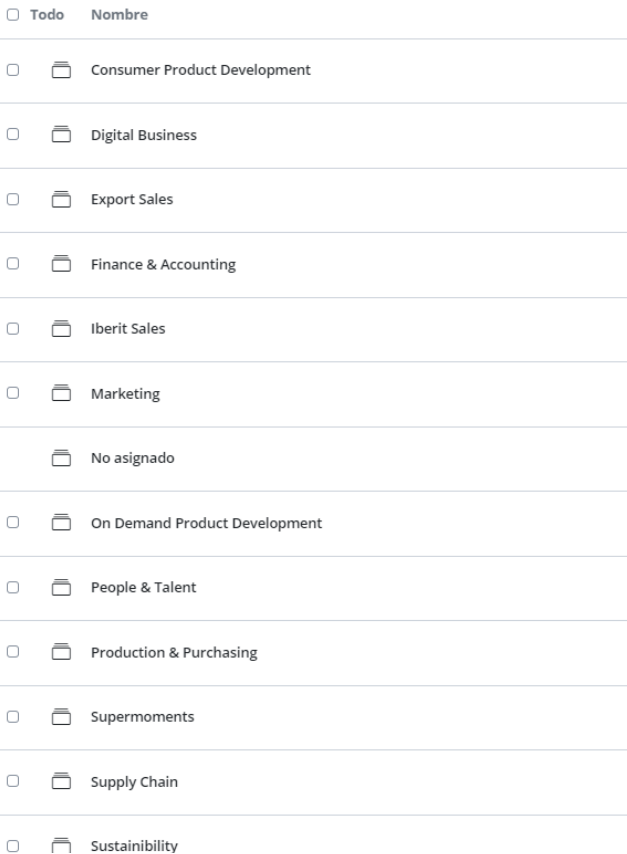 Todo Nombre
Consumer Product Development
Digital Business
Export Sales
Finance & Accounting
Iberit Sales
Marketing
No asignado
On Demand Product Development
People & Talent
Production & Purchasing
Supermoments
Supply Chain
Sustainibility